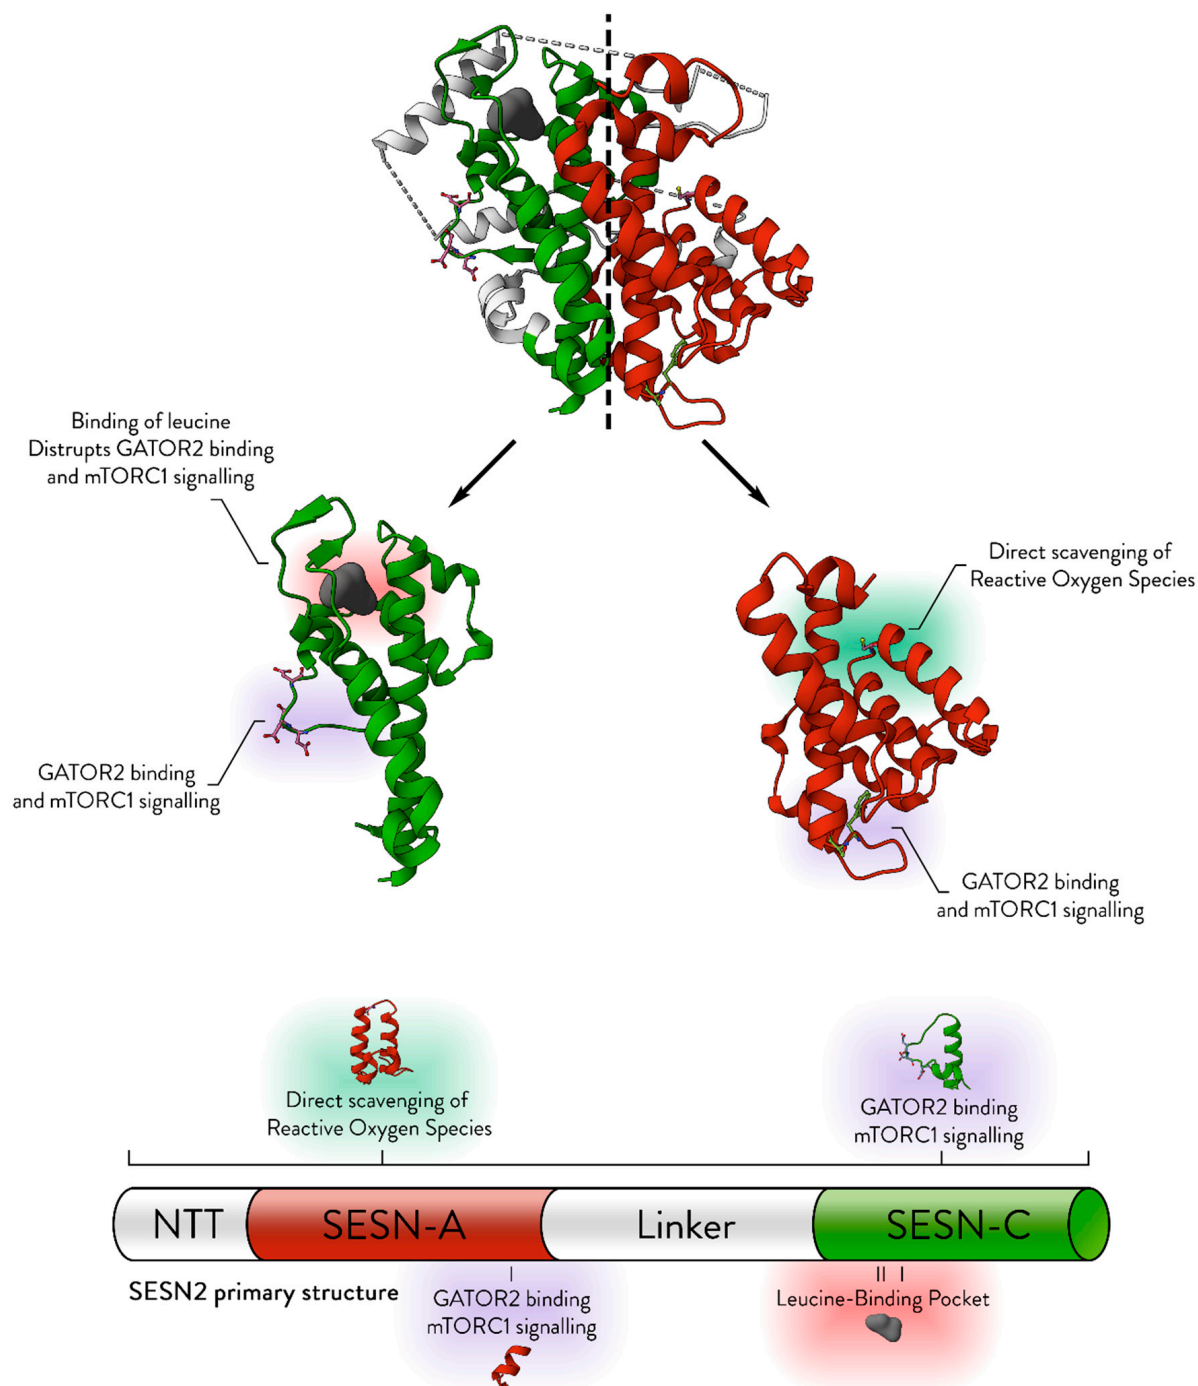 Binding of leucine
Distrupts GATOR2 binding
and mTORC1 signalling
Direct scavenging of
Reactive Oxygen Species
GATOR2 binding
and mTORC1 signalling
GATOR2 binding
and mTORC1 signalling
Direct scavenging of
Reactive Oxygen Species
GATOR2 binding
mTORC1 signalling
NTT
SESN-A
Linker
SESN-C
SESN2 primary structure
GATOR2 binding
mTORC1 signalling
Leucine-Binding Pocket